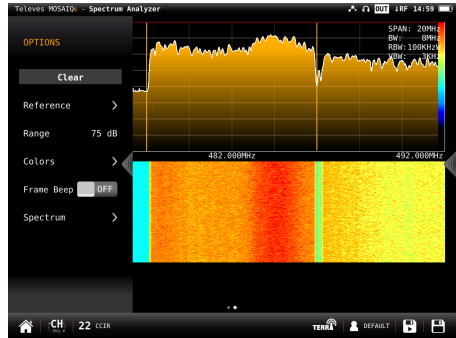 Televes MOSAIQ6 - Spectrum Analyzer
OUT RF 14:59
OPTIONS
SPAN: 20MHz
BW: 8MHz
RBW:100KHz
VBW: 3KHz
Clear
Reference >
Range 75 dB
482.000MHz 492.000MHz
Colors >
Frame Beep OFF
Spectrum >
CH 22 CCIR
TERR
DEFAULT